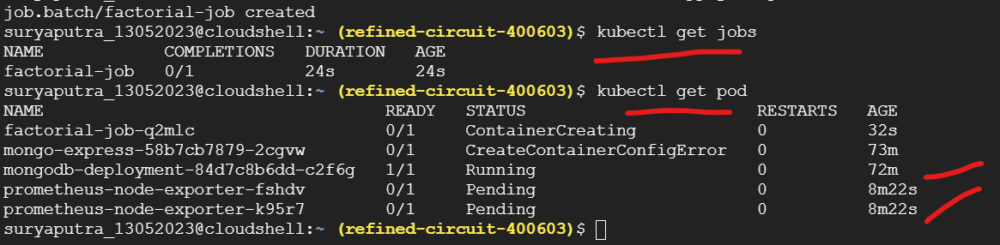 job.batch/factorial-job created
suryaputra_13052023@cloudshell:~ (refined-circuit-400603)$ kubectl get jobs
NAME COMPLETIONS DURATION AGE
factorial-job 0/1 24s 24s
suryaputra_13052023@cloudshell:~ (refined-circuit-400603)$ kubectl get pod
NAME READY STATUS RESTARTS AGE
factorial-job-q2mlc 0/1 ContainerCreating 0 32s
mongo-express-58b7cb7879-2cgvw 0/1 CreateContainerConfigError 0 73m
mongodb-deployment-84d7c8b6dd-c2f6g 1/1 Running 0 72m
prometheus-node-exporter-fshdv 0/1 Pending 0 8m22s
prometheus-node-exporter-k95r7 0/1 Pending 0 8m22s
suryaputra_13052023@cloudshell:~ (refined-circuit-400603)$